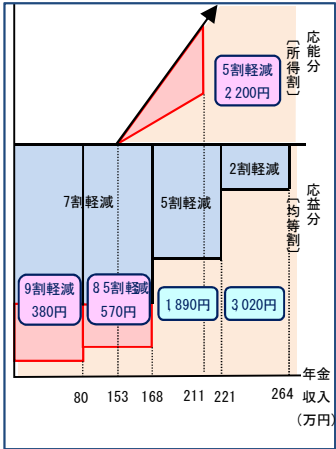 応能分
〔所得割〕
5割軽減
2 200円
応益分
〔均等割〕
2割軽減
7割軽減
5割軽減
9割軽減
380円
8 5割軽減
570円
1 890円
3 020円
年金
収入
(万円)
80 153 168 211 221 264